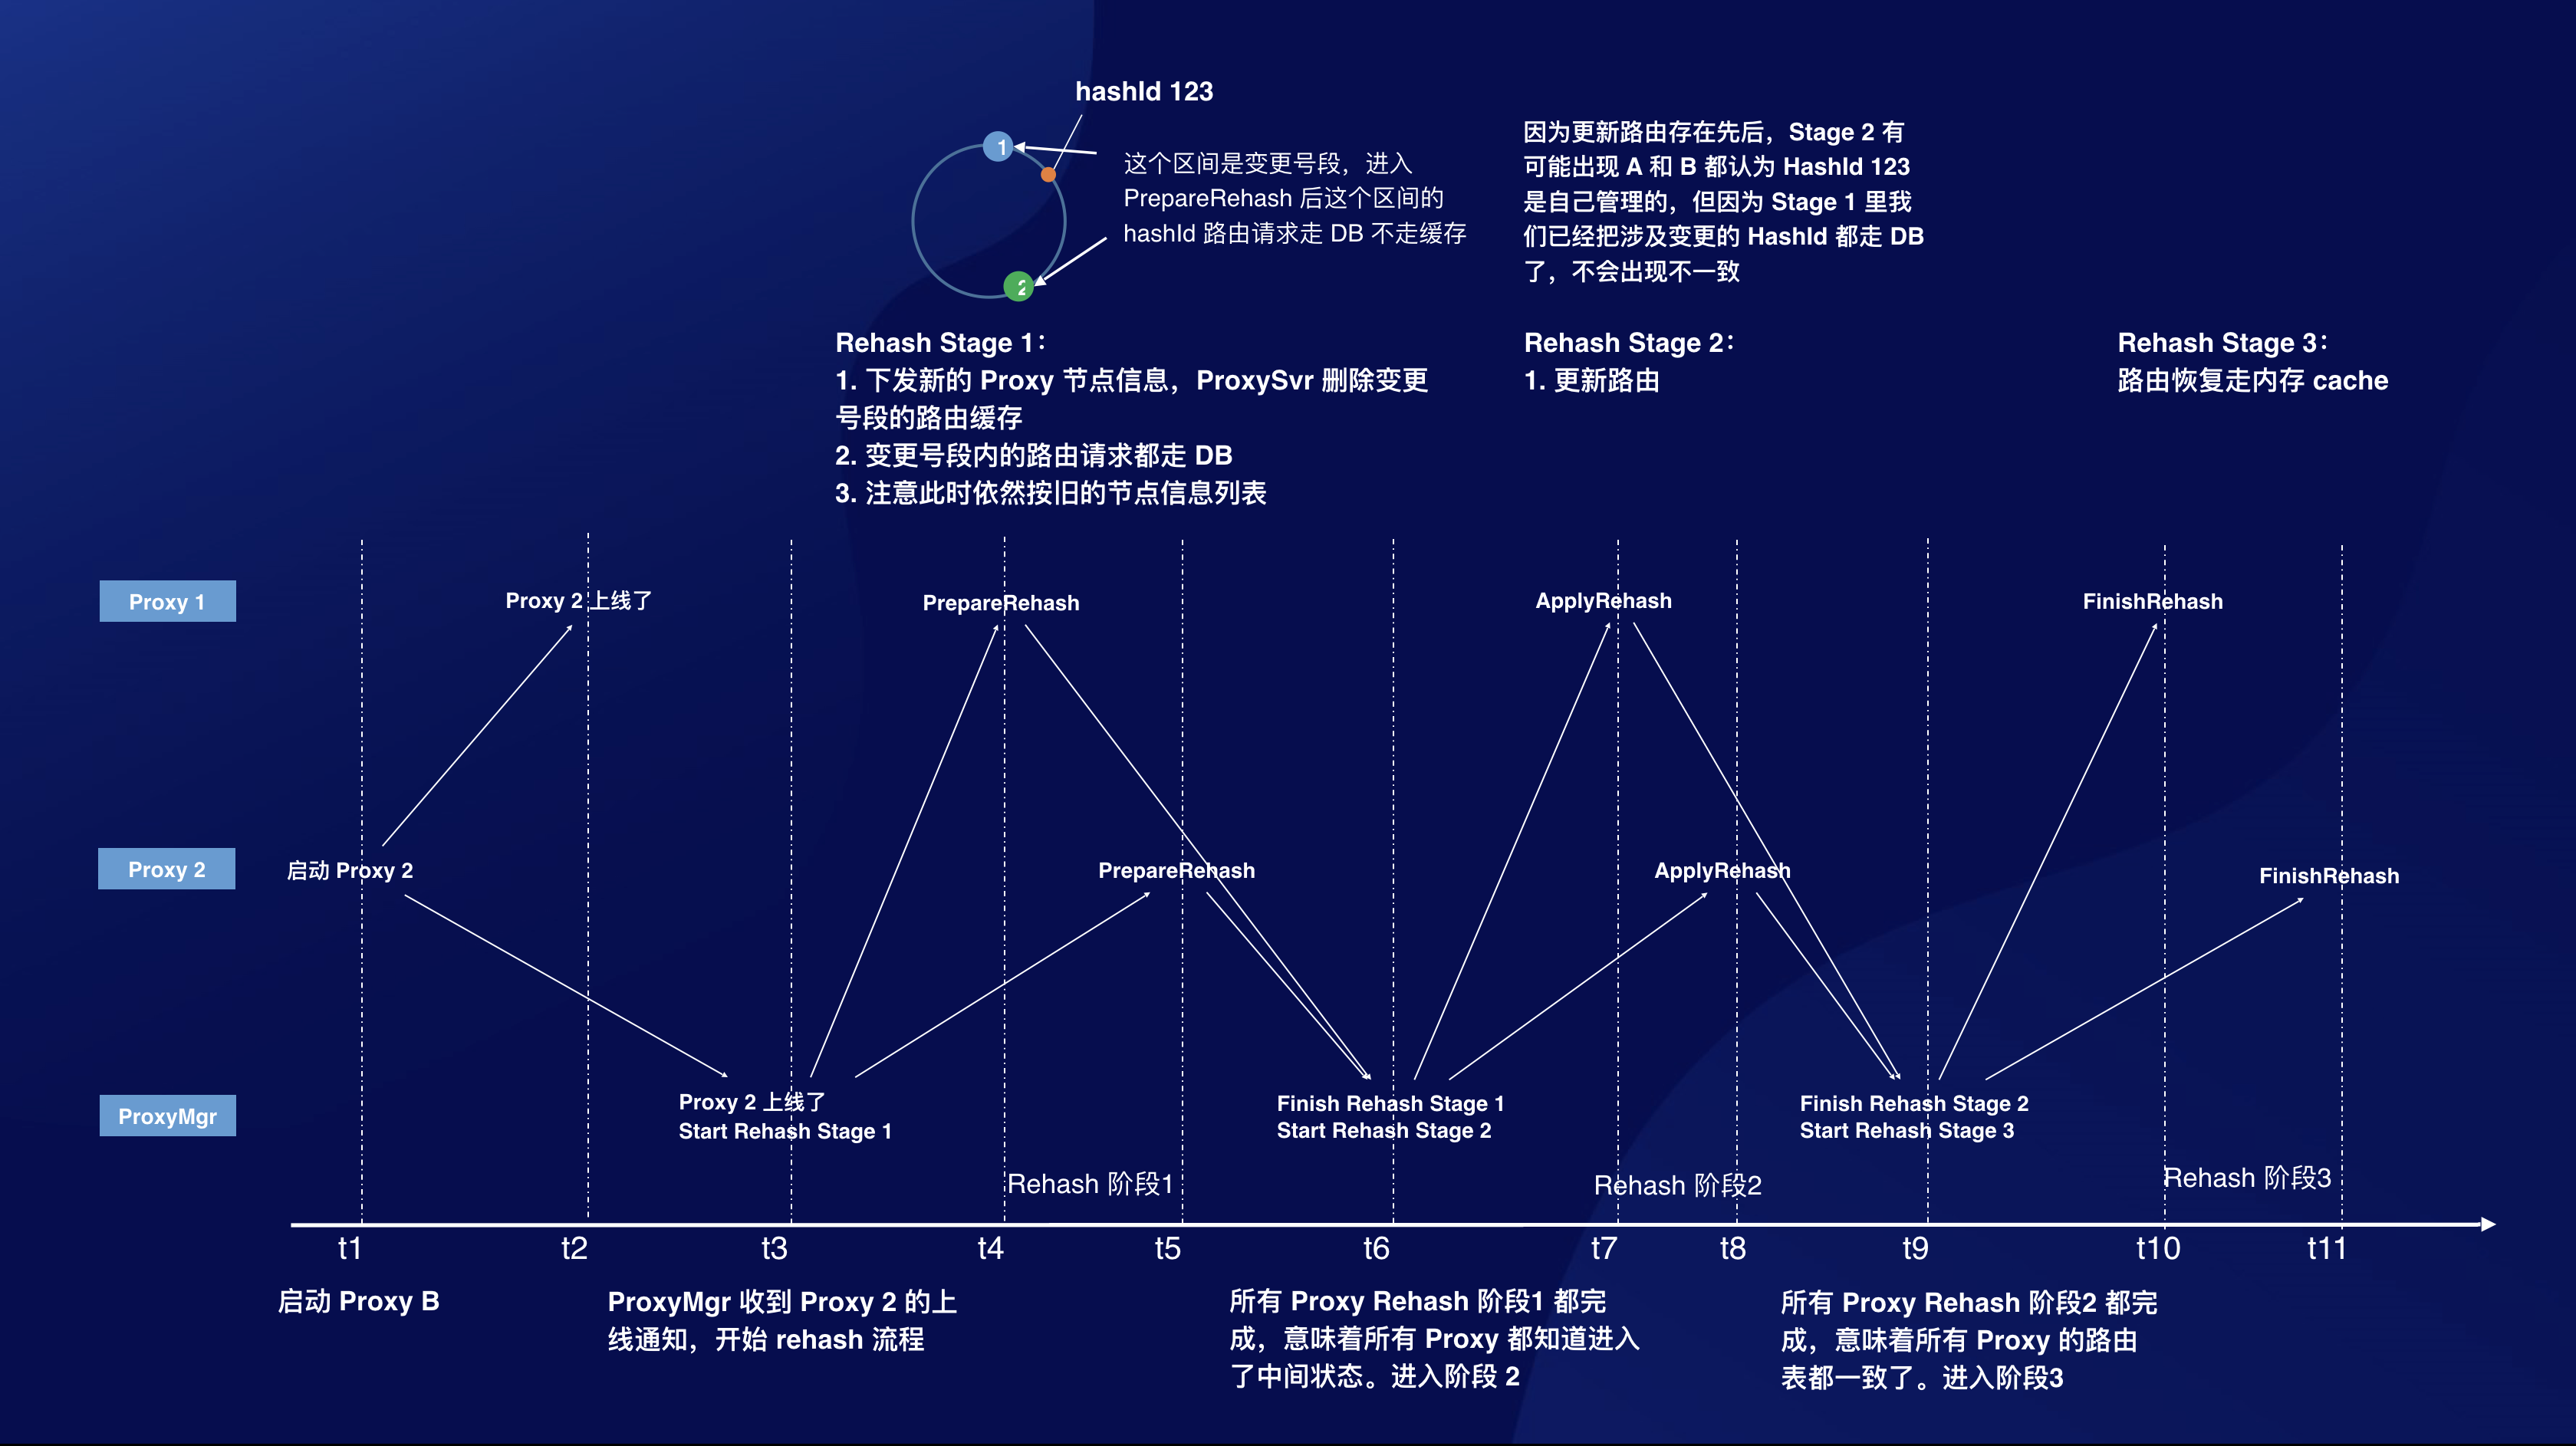 hashId 123
1
2
这个区间是变更号段，进入
PrepareRehash 后这个区间的
hashId 路由请求走 DB 不走缓存
因为更新路由存在先后，Stage 2 有
可能出现 A 和 B 都认为 HashId 123
是自己管理的，但因为 Stage 1 里我
们已经把涉及变更的 HashId 都走 DB
了，不会出现不一致
Rehash Stage 1：
1. 下发新的 Proxy 节点信息，ProxySvr 删除变更
号段的路由缓存
2. 变更号段内的路由请求都走 DB
3. 注意此时依然按旧的节点信息列表
Rehash Stage 2：
1. 更新路由
Rehash Stage 3：
路由恢复走内存 cache
Proxy 1
Proxy 2 上线了
PrepareRehash
ApplyRehash
FinishRehash
Proxy 2
启动 Proxy 2
PrepareRehash
ApplyRehash
FinishRehash
ProxyMgr
Proxy 2 上线了
Start Rehash Stage 1
Finish Rehash Stage 1
Start Rehash Stage 2
Finish Rehash Stage 2
Start Rehash Stage 3
Rehash 阶段1
Rehash 阶段2
Rehash 阶段3
t1
t2
t3
t4
t5
t6
t7
t8
t9
t10
t11
启动 Proxy B
ProxyMgr 收到 Proxy 2 的上
线通知，开始 rehash 流程
所有 Proxy Rehash 阶段1 都完
成，意味着所有 Proxy 都知道进入
了中间状态。进入阶段 2
所有 Proxy Rehash 阶段2 都完
成，意味着所有 Proxy 的路由
表都一致了。进入阶段3